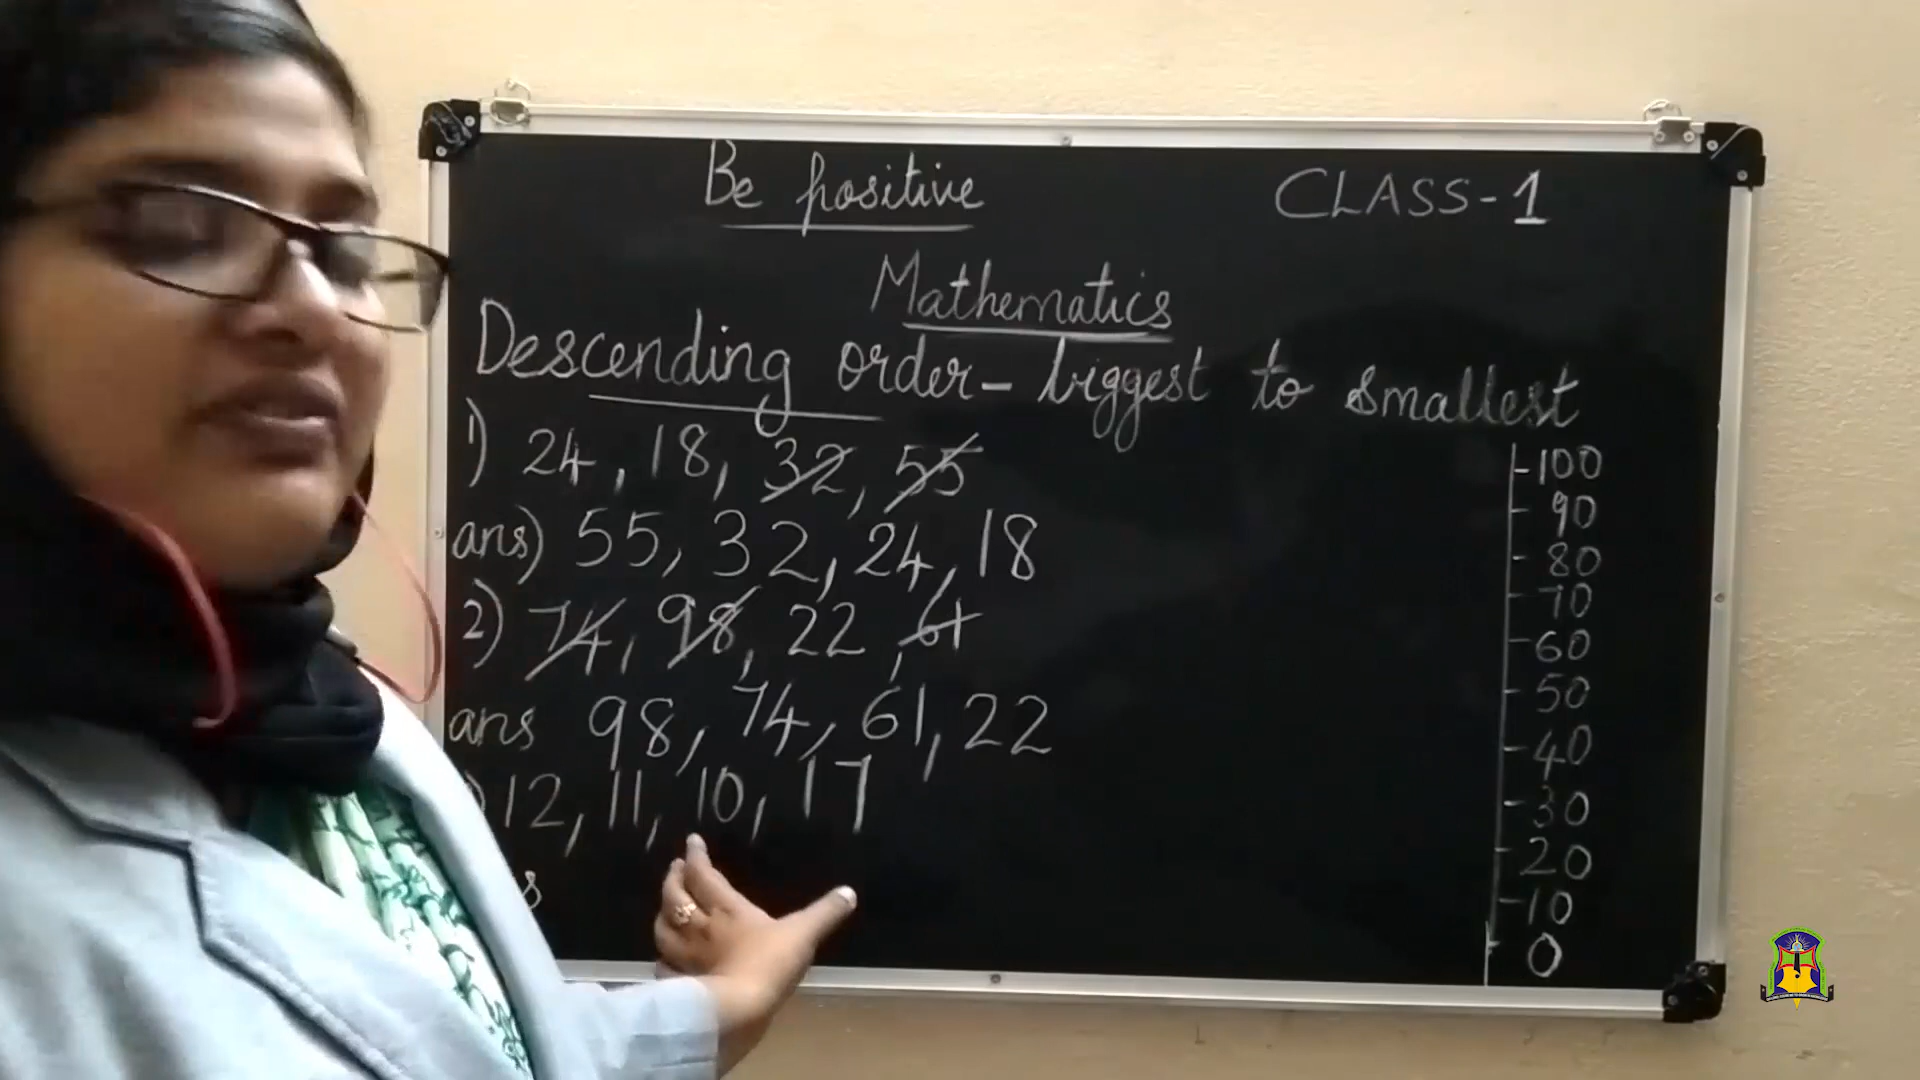 Be positive
CLASS-1
Mathematics
Descending order - biggest to smallest
1) 24, 18, 32, 55
ans) 55, 32, 24, 18
2) 74, 98, 22, 61
ans 98, 74, 61, 22
) 12, 11, 10, 17
s
100
90
80
70
60
50
40
30
20
10
0